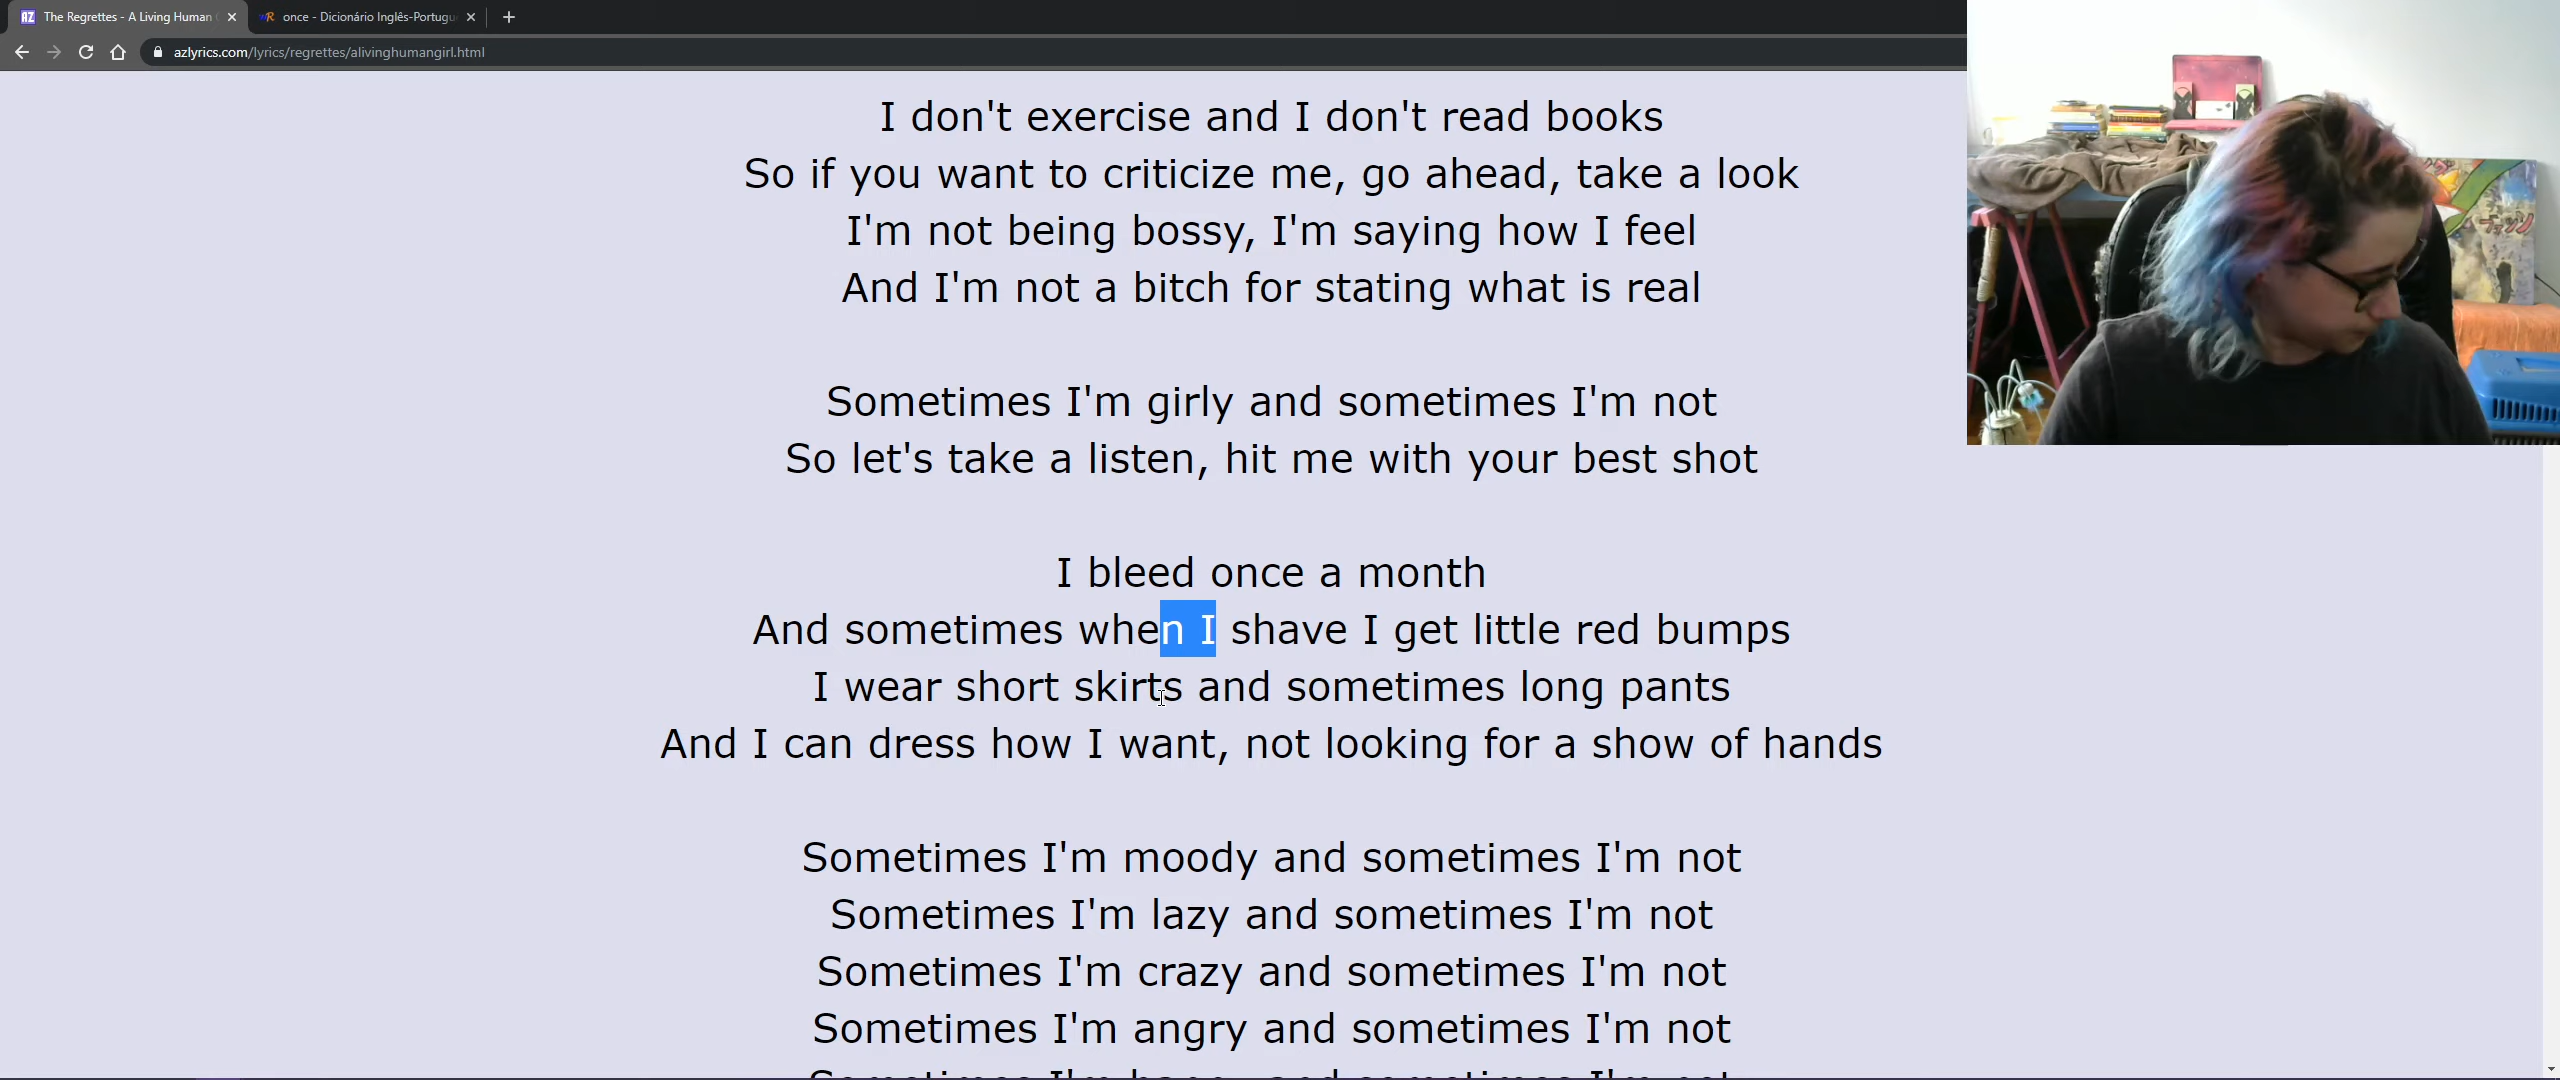 The Regrettes - A Living Human
once - Dicionário Inglês-Portugu
azlyrics.com/lyrics/regrettes/alivinghumangirl.html
I don't exercise and I don't read books
So if you want to criticize me, go ahead, take a look
I'm not being bossy, I'm saying how I feel
And I'm not a bitch for stating what is real
Sometimes I'm girly and sometimes I'm not
So let's take a listen, hit me with your best shot
I bleed once a month
And sometimes when I shave I get little red bumps
I wear short skirts and sometimes long pants
And I can dress how I want, not looking for a show of hands
Sometimes I'm moody and sometimes I'm not
Sometimes I'm lazy and sometimes I'm not
Sometimes I'm crazy and sometimes I'm not
Sometimes I'm angry and sometimes I'm not